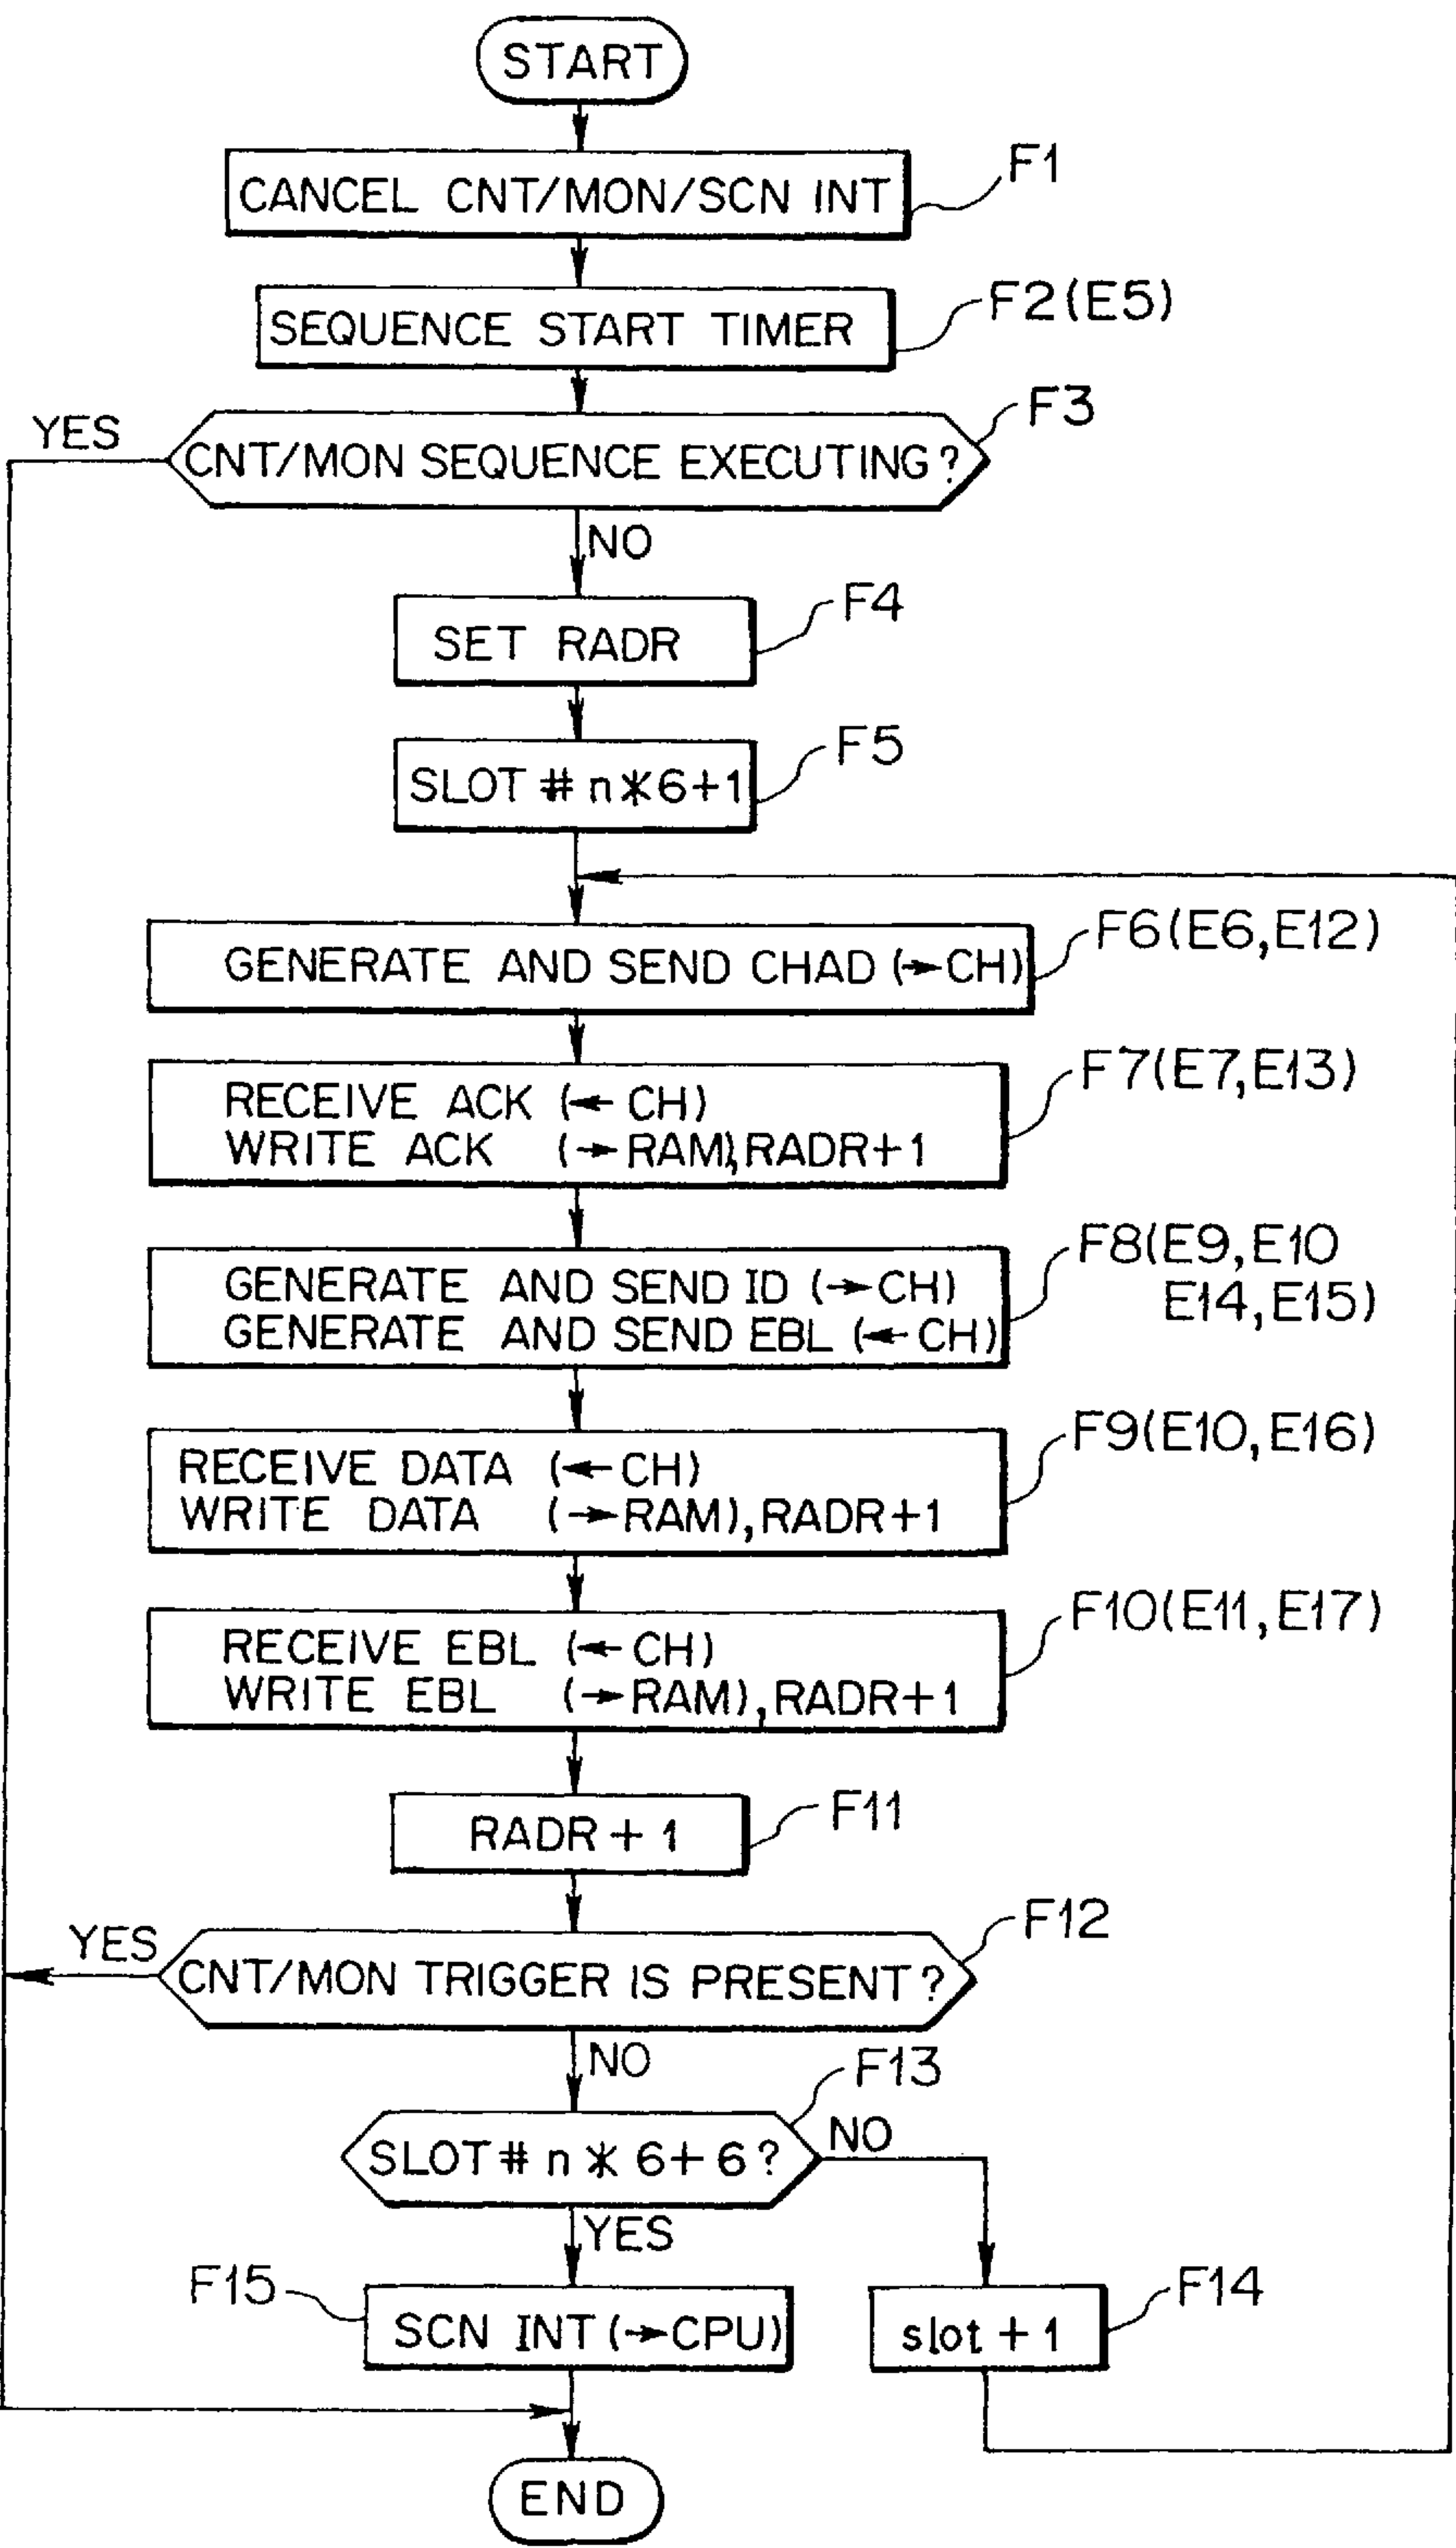 START
CANCEL CNT/MON/SCN INT
F1
SEQUENCE START TIMER
F2(E5)
YES
CNT/MON SEQUENCE EXECUTING?
F3
NO
SET RADR
F4
SLOT # n*6+1
F5
GENERATE AND SEND CHAD (→CH)
F6(E6,E12)
RECEIVE ACK (← CH)
WRITE ACK (→RAM),RADR+1
F7(E7,E13)
GENERATE AND SEND ID (→CH)
GENERATE AND SEND EBL (← CH)
F8(E9,E10
E14,E15)
RECEIVE DATA (← CH)
WRITE DATA (→RAM),RADR+1
F9(E10,E16)
RECEIVE EBL (← CH)
WRITE EBL (→RAM),RADR+1
F10(E11,E17)
RADR + 1
F11
YES
CNT/MON TRIGGER IS PRESENT?
F12
NO
SLOT# n * 6+6?
F13
NO
YES
F15
SCN INT (→CPU)
slot + 1
F14
END